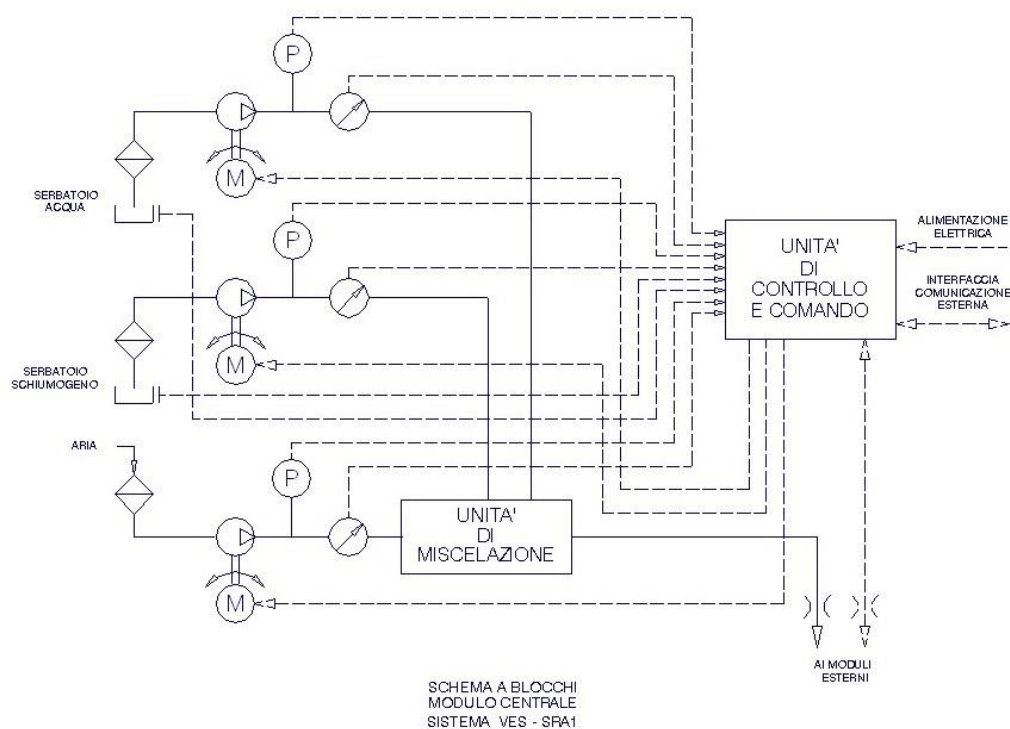 P
M
SERBATOIO
ACQUA
P
UNITA'
DI
CONTROLLO
E COMANDO
ALIMENTAZIONE
ELETTRICA
INTERFACCIA
COMUNICAZIONE
ESTERNA
M
SERBATOIO
SCHIUMOGENO
ARIA
P
UNITA'
DI
MISCELAZIONE
M
AI MODULI
ESTERNI
SCHEMA A BLOCCHI
MODULO CENTRALE
SISTEMA VES - SRA1